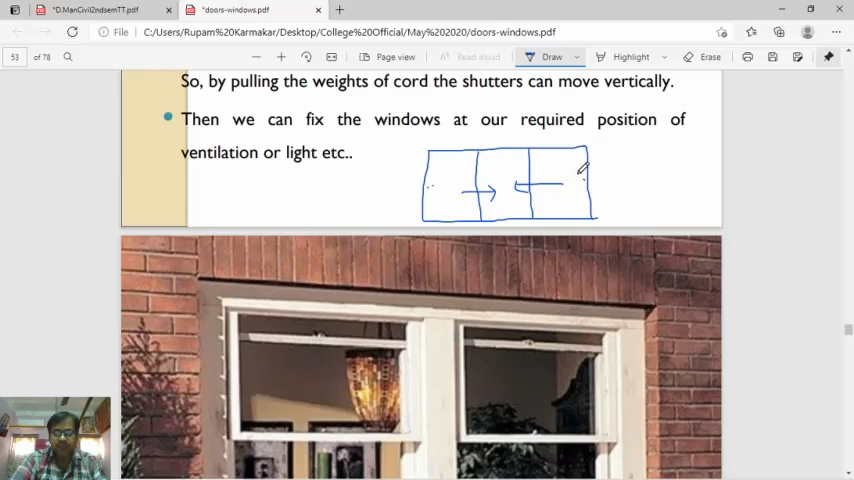 *D.ManCivil2ndsemTT.pdf
*doors-windows.pdf
File
C:/Users/Rupam%20Karmakar/Desktop/College%20Official/May%202020/doors-windows.pdf
53 of 78
Page view
Read aloud
Draw
Highlight
Erase
So, by pulling the weights of cord the shutters can move vertically.
Then we can fix the windows at our required position of
ventilation or light etc..